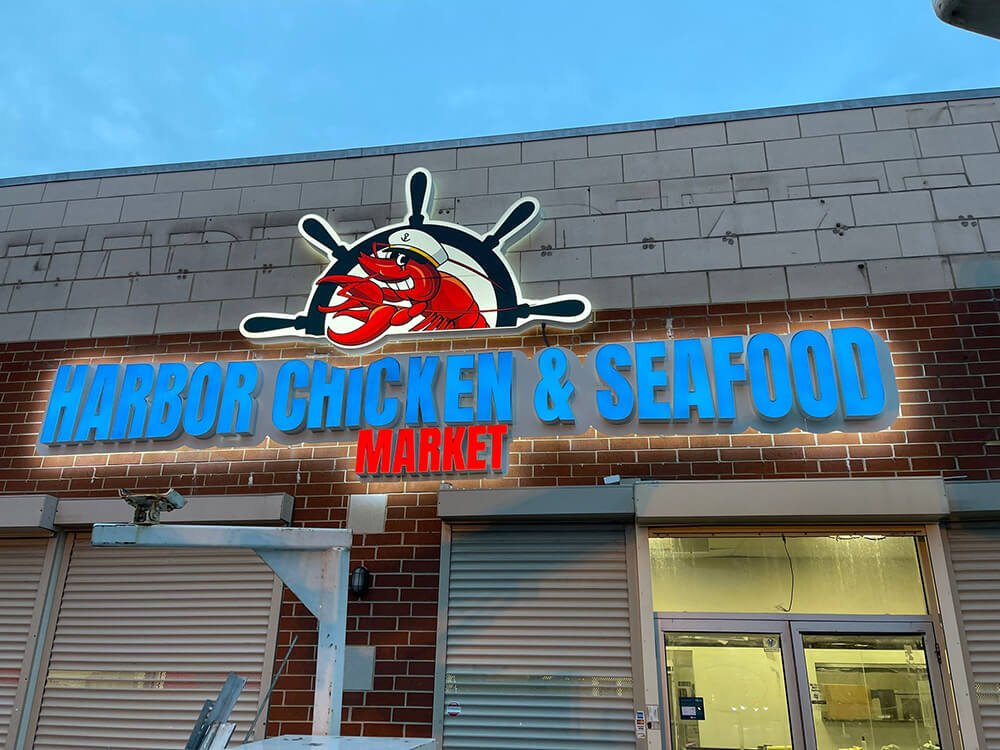 HARBOR CHICKEN & SEAFOOD
MARKET